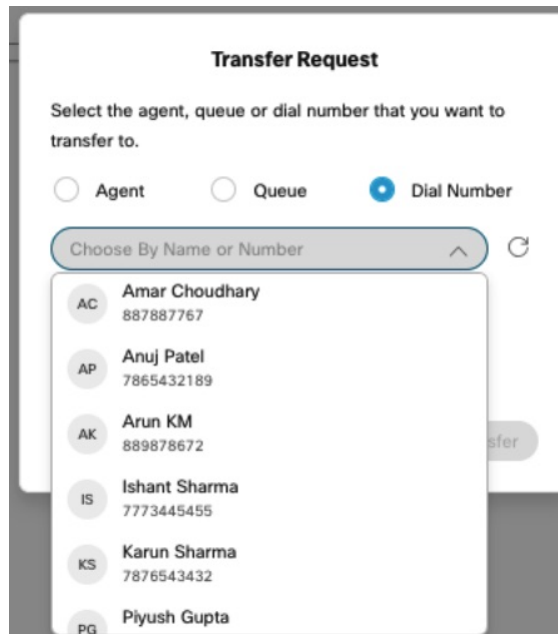 Transfer Request
Select the agent, queue or dial number that you want to
transfer to.
Agent Queue Dial Number
Choose By Name or Number
AC Amar Choudhary
887887767
AP Anuj Patel
7865432189
AK Arun KM
889878672
sfer
IS Ishant Sharma
7773445455
KS Karun Sharma
7876543432
PG Piyush Gupta